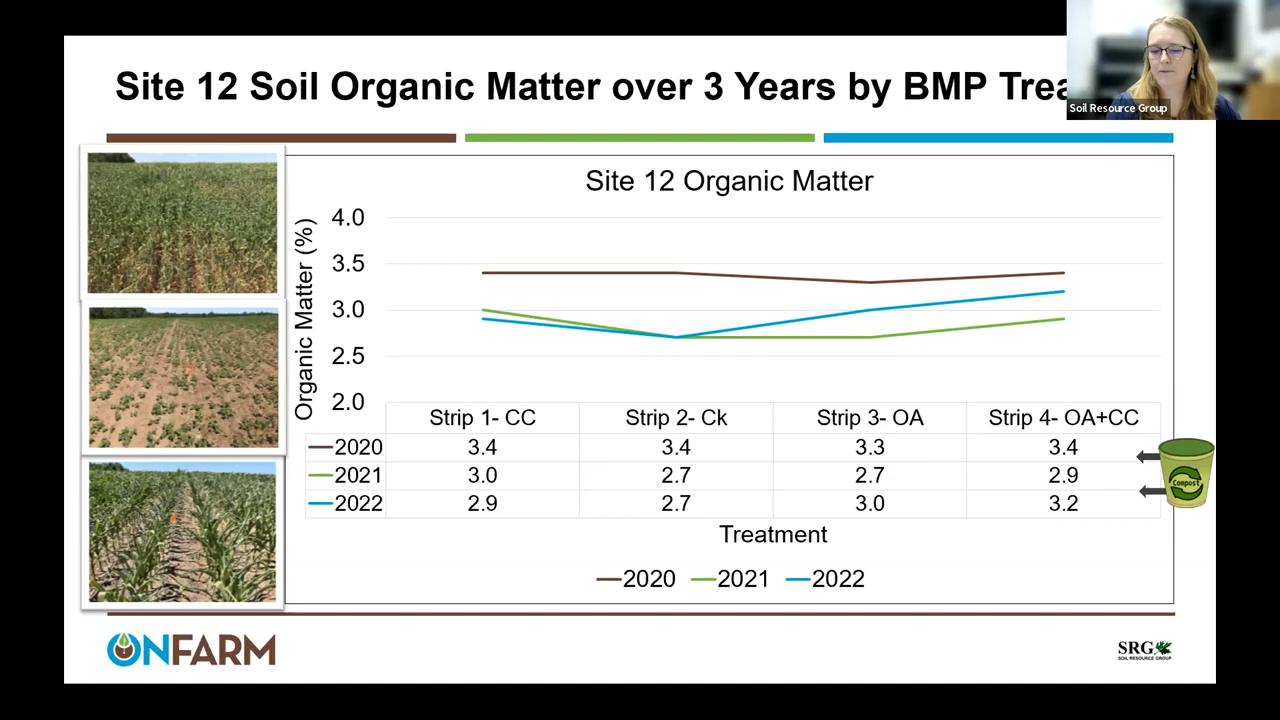 Site 12 Soil Organic Matter over 3 Years by BMP
Soil Resource Group
Site 12 Organic Matter
Organic Matter (%)
4.0
3.5
3.0
2.5
2.0
Strip 1- CC Strip 2- Ck Strip 3- OA Strip 4- OA+CC
2020 3.4 3.4 3.3 3.4
2021 3.0 2.7 2.7 2.9
2022 2.9 2.7 3.0 3.2
Compost
Treatment
2020 2021 2022
ONFARM
SRG
SOIL RESOURCE GROUP